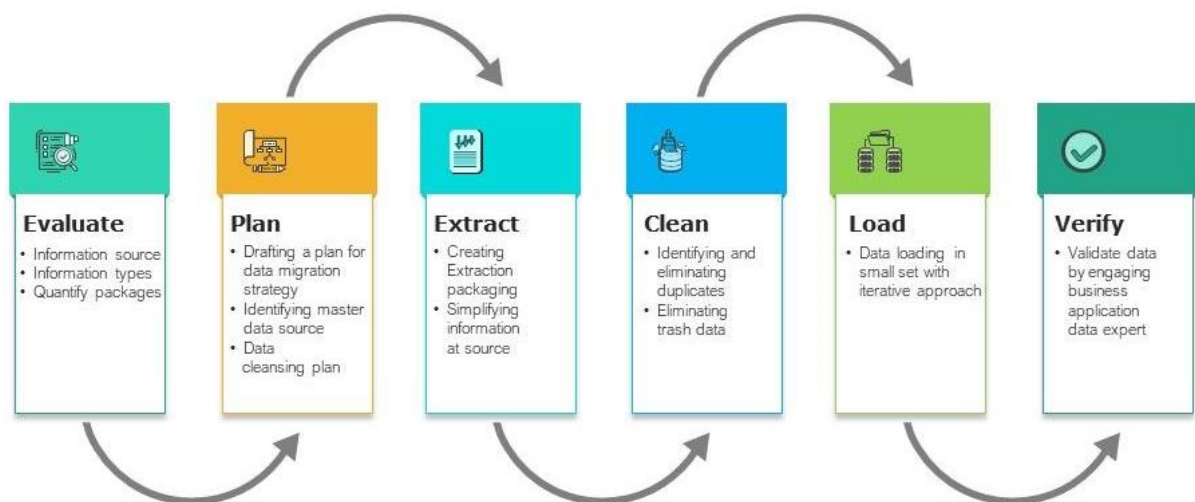 Evaluate
• Information source
• Information types
• Quantify packages
Plan
• Drafting a plan for
data migration
strategy
• Identifying master
data source
• Data
cleansing plan
Extract
• Creating
Extraction
packaging
• Simplifying
information
at source
Clean
• Identifying and
eliminating
duplicates
• Eliminating
trash data
Load
• Data loading in
small set with
iterative approach
Verify
• Validate data
by engaging
business
application
data expert